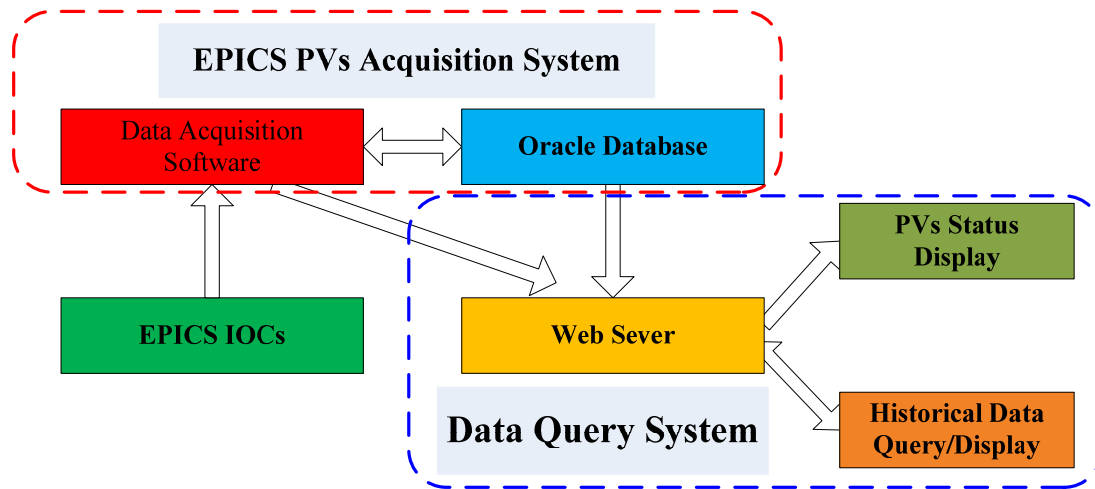 EPICS PVs Acquisition System
Data Acquisition
Software
Oracle Database
PVs Status
Display
EPICS IOCs
Web Sever
Historical Data
Query/Display
Data Query System